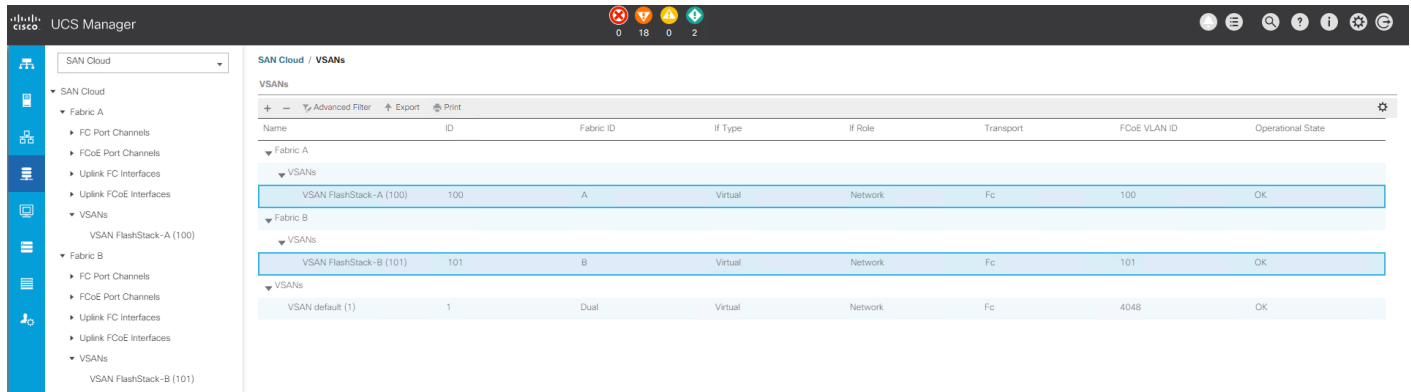 cisco UCS Manager
0 18 0 2
SAN Cloud
SAN Cloud
Fabric A
FC Port Channels
FCoE Port Channels
Uplink FC Interfaces
Uplink FCoE Interfaces
VSANs
VSAN FlashStack-A (100)
Fabric B
FC Port Channels
FCoE Port Channels
Uplink FC Interfaces
Uplink FCoE Interfaces
VSANs
VSAN FlashStack-B (101)
SAN Cloud / VSANs
VSANs
+ − Advanced Filter Export Print
Name ID Fabric ID If Type If Role Transport FCoE VLAN ID Operational State
Fabric A
VSANs
VSAN FlashStack-A (100) 100 A Virtual Network Fc 100 OK
Fabric B
VSANs
VSAN FlashStack-B (101) 101 B Virtual Network Fc 101 OK
VSANs
VSAN default (1) 1 Dual Virtual Network Fc 4048 OK